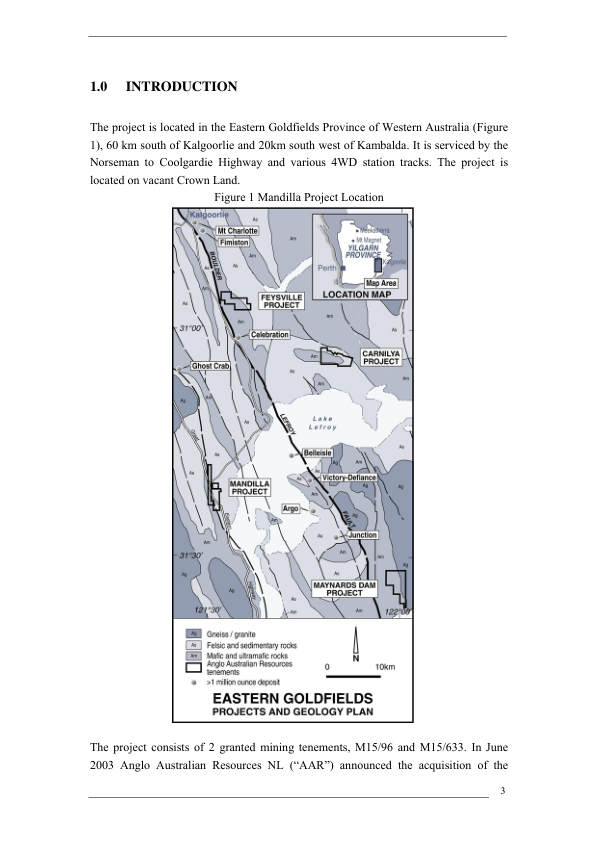 1.0 INTRODUCTION
The project is located in the Eastern Goldfields Province of Western Australia (Figure
1), 60 km south of Kalgoorlie and 20km south west of Kambalda. It is serviced by the
Norseman to Coolgardie Highway and various 4WD station tracks. The project is
located on vacant Crown Land.
Figure 1 Mandilla Project Location
Kalgoorlie
Mt Charlotte
Fimiston
BOULDER
Meekatharra
Mt Magnet
YILGARN
PROVINCE
Kalgoorlie
Perth
Map Area
LOCATION MAP
FEYSVILLE
PROJECT
31°00'
Celebration
CARNILYA
PROJECT
Ghost Crab
Lake
Lefroy
LEFROY
Belleisle
Victory-Defiance
MANDILLA
PROJECT
Argo
FAULT
Junction
31°30'
MAYNARDS DAM
PROJECT
121°30'
122°00'
Ag Gneiss / granite
As Felsic and sedimentary rocks
Am Mafic and ultramafic rocks
Anglo Australian Resources
tenements
>1 million ounce deposit
N
0 10km
EASTERN GOLDFIELDS
PROJECTS AND GEOLOGY PLAN
The project consists of 2 granted mining tenements, M15/96 and M15/633. In June
2003 Anglo Australian Resources NL (“AAR”) announced the acquisition of the
3